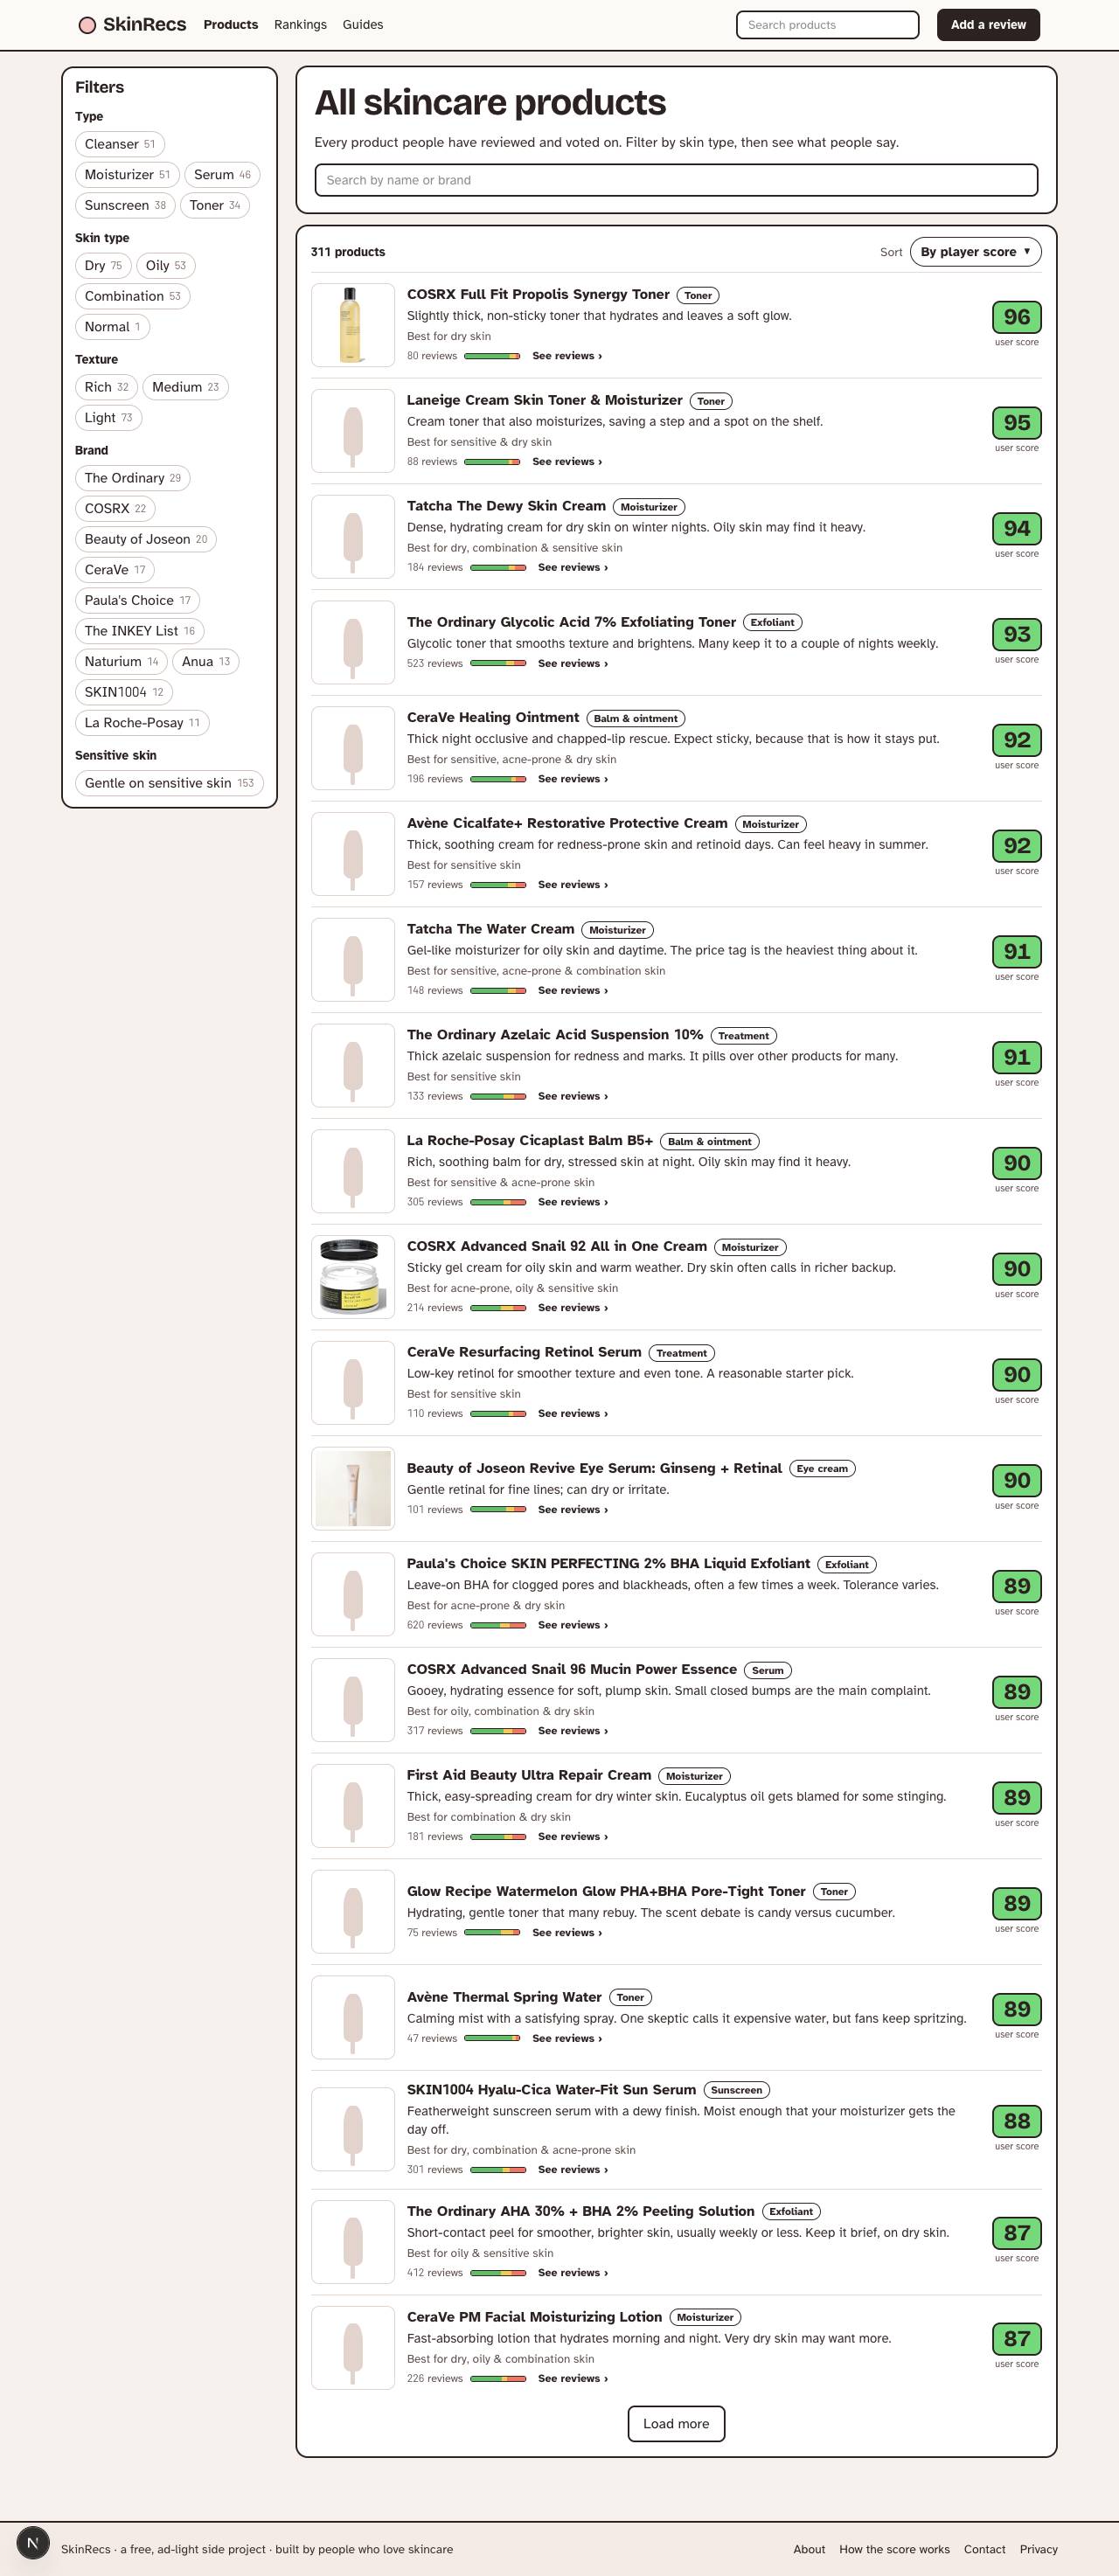 SkinRecs Products Rankings Guides Search products Add a review
Filters
Type
Cleanser 51
Moisturizer 51 Serum 46
Sunscreen 38 Toner 34
Skin type
Dry 75 Oily 53
Combination 53
Normal 1
Texture
Rich 32 Medium 23
Light 73
Brand
The Ordinary 29
COSRX 22
Beauty of Joseon 20
CeraVe 17
Paula's Choice 17
The INKEY List 16
Naturium 14 Anua 13
SKIN1004 12
La Roche-Posay 11
Sensitive skin
Gentle on sensitive skin 153
All skincare products
Every product people have reviewed and voted on. Filter by skin type, then see what people say.
Search by name or brand
311 products Sort By player score ▼
COSRX Full Fit Propolis Synergy Toner Toner
Slightly thick, non-sticky toner that hydrates and leaves a soft glow.
Best for dry skin
80 reviews See reviews ›
96
user score
Laneige Cream Skin Toner & Moisturizer Toner
Cream toner that also moisturizes, saving a step and a spot on the shelf.
Best for sensitive & dry skin
88 reviews See reviews ›
95
user score
Tatcha The Dewy Skin Cream Moisturizer
Dense, hydrating cream for dry skin on winter nights. Oily skin may find it heavy.
Best for dry, combination & sensitive skin
184 reviews See reviews ›
94
user score
The Ordinary Glycolic Acid 7% Exfoliating Toner Exfoliant
Glycolic toner that smooths texture and brightens. Many keep it to a couple of nights weekly.
523 reviews See reviews ›
93
user score
CeraVe Healing Ointment Balm & ointment
Thick night occlusive and chapped-lip rescue. Expect sticky, because that is how it stays put.
Best for sensitive, acne-prone & dry skin
196 reviews See reviews ›
92
user score
Avène Cicalfate+ Restorative Protective Cream Moisturizer
Thick, soothing cream for redness-prone skin and retinoid days. Can feel heavy in summer.
Best for sensitive skin
157 reviews See reviews ›
92
user score
Tatcha The Water Cream Moisturizer
Gel-like moisturizer for oily skin and daytime. The price tag is the heaviest thing about it.
Best for sensitive, acne-prone & combination skin
148 reviews See reviews ›
91
user score
The Ordinary Azelaic Acid Suspension 10% Treatment
Thick azelaic suspension for redness and marks. It pills over other products for many.
Best for sensitive skin
133 reviews See reviews ›
91
user score
La Roche-Posay Cicaplast Balm B5+ Balm & ointment
Rich, soothing balm for dry, stressed skin at night. Oily skin may find it heavy.
Best for sensitive & acne-prone skin
305 reviews See reviews ›
90
user score
COSRX Advanced Snail 92 All in One Cream Moisturizer
Sticky gel cream for oily skin and warm weather. Dry skin often calls in richer backup.
Best for acne-prone, oily & sensitive skin
214 reviews See reviews ›
90
user score
CeraVe Resurfacing Retinol Serum Treatment
Low-key retinol for smoother texture and even tone. A reasonable starter pick.
Best for sensitive skin
110 reviews See reviews ›
90
user score
Beauty of Joseon Revive Eye Serum: Ginseng + Retinal Eye cream
Gentle retinal for fine lines; can dry or irritate.
101 reviews See reviews ›
90
user score
Paula's Choice SKIN PERFECTING 2% BHA Liquid Exfoliant Exfoliant
Leave-on BHA for clogged pores and blackheads, often a few times a week. Tolerance varies.
Best for acne-prone & dry skin
620 reviews See reviews ›
89
user score
COSRX Advanced Snail 96 Mucin Power Essence Serum
Gooey, hydrating essence for soft, plump skin. Small closed bumps are the main complaint.
Best for oily, combination & dry skin
317 reviews See reviews ›
89
user score
First Aid Beauty Ultra Repair Cream Moisturizer
Thick, easy-spreading cream for dry winter skin. Eucalyptus oil gets blamed for some stinging.
Best for combination & dry skin
181 reviews See reviews ›
89
user score
Glow Recipe Watermelon Glow PHA+BHA Pore-Tight Toner Toner
Hydrating, gentle toner that many rebuy. The scent debate is candy versus cucumber.
75 reviews See reviews ›
89
user score
Avène Thermal Spring Water Toner
Calming mist with a satisfying spray. One skeptic calls it expensive water, but fans keep spritzing.
47 reviews See reviews ›
89
user score
SKIN1004 Hyalu-Cica Water-Fit Sun Serum Sunscreen
Featherweight sunscreen serum with a dewy finish. Moist enough that your moisturizer gets the
day off.
Best for dry, combination & acne-prone skin
301 reviews See reviews ›
88
user score
The Ordinary AHA 30% + BHA 2% Peeling Solution Exfoliant
Short-contact peel for smoother, brighter skin, usually weekly or less. Keep it brief, on dry skin.
Best for oily & sensitive skin
412 reviews See reviews ›
87
user score
CeraVe PM Facial Moisturizing Lotion Moisturizer
Fast-absorbing lotion that hydrates morning and night. Very dry skin may want more.
Best for dry, oily & combination skin
226 reviews See reviews ›
87
user score
Load more
N SkinRecs · a free, ad-light side project · built by people who love skincare About How the score works Contact Privacy